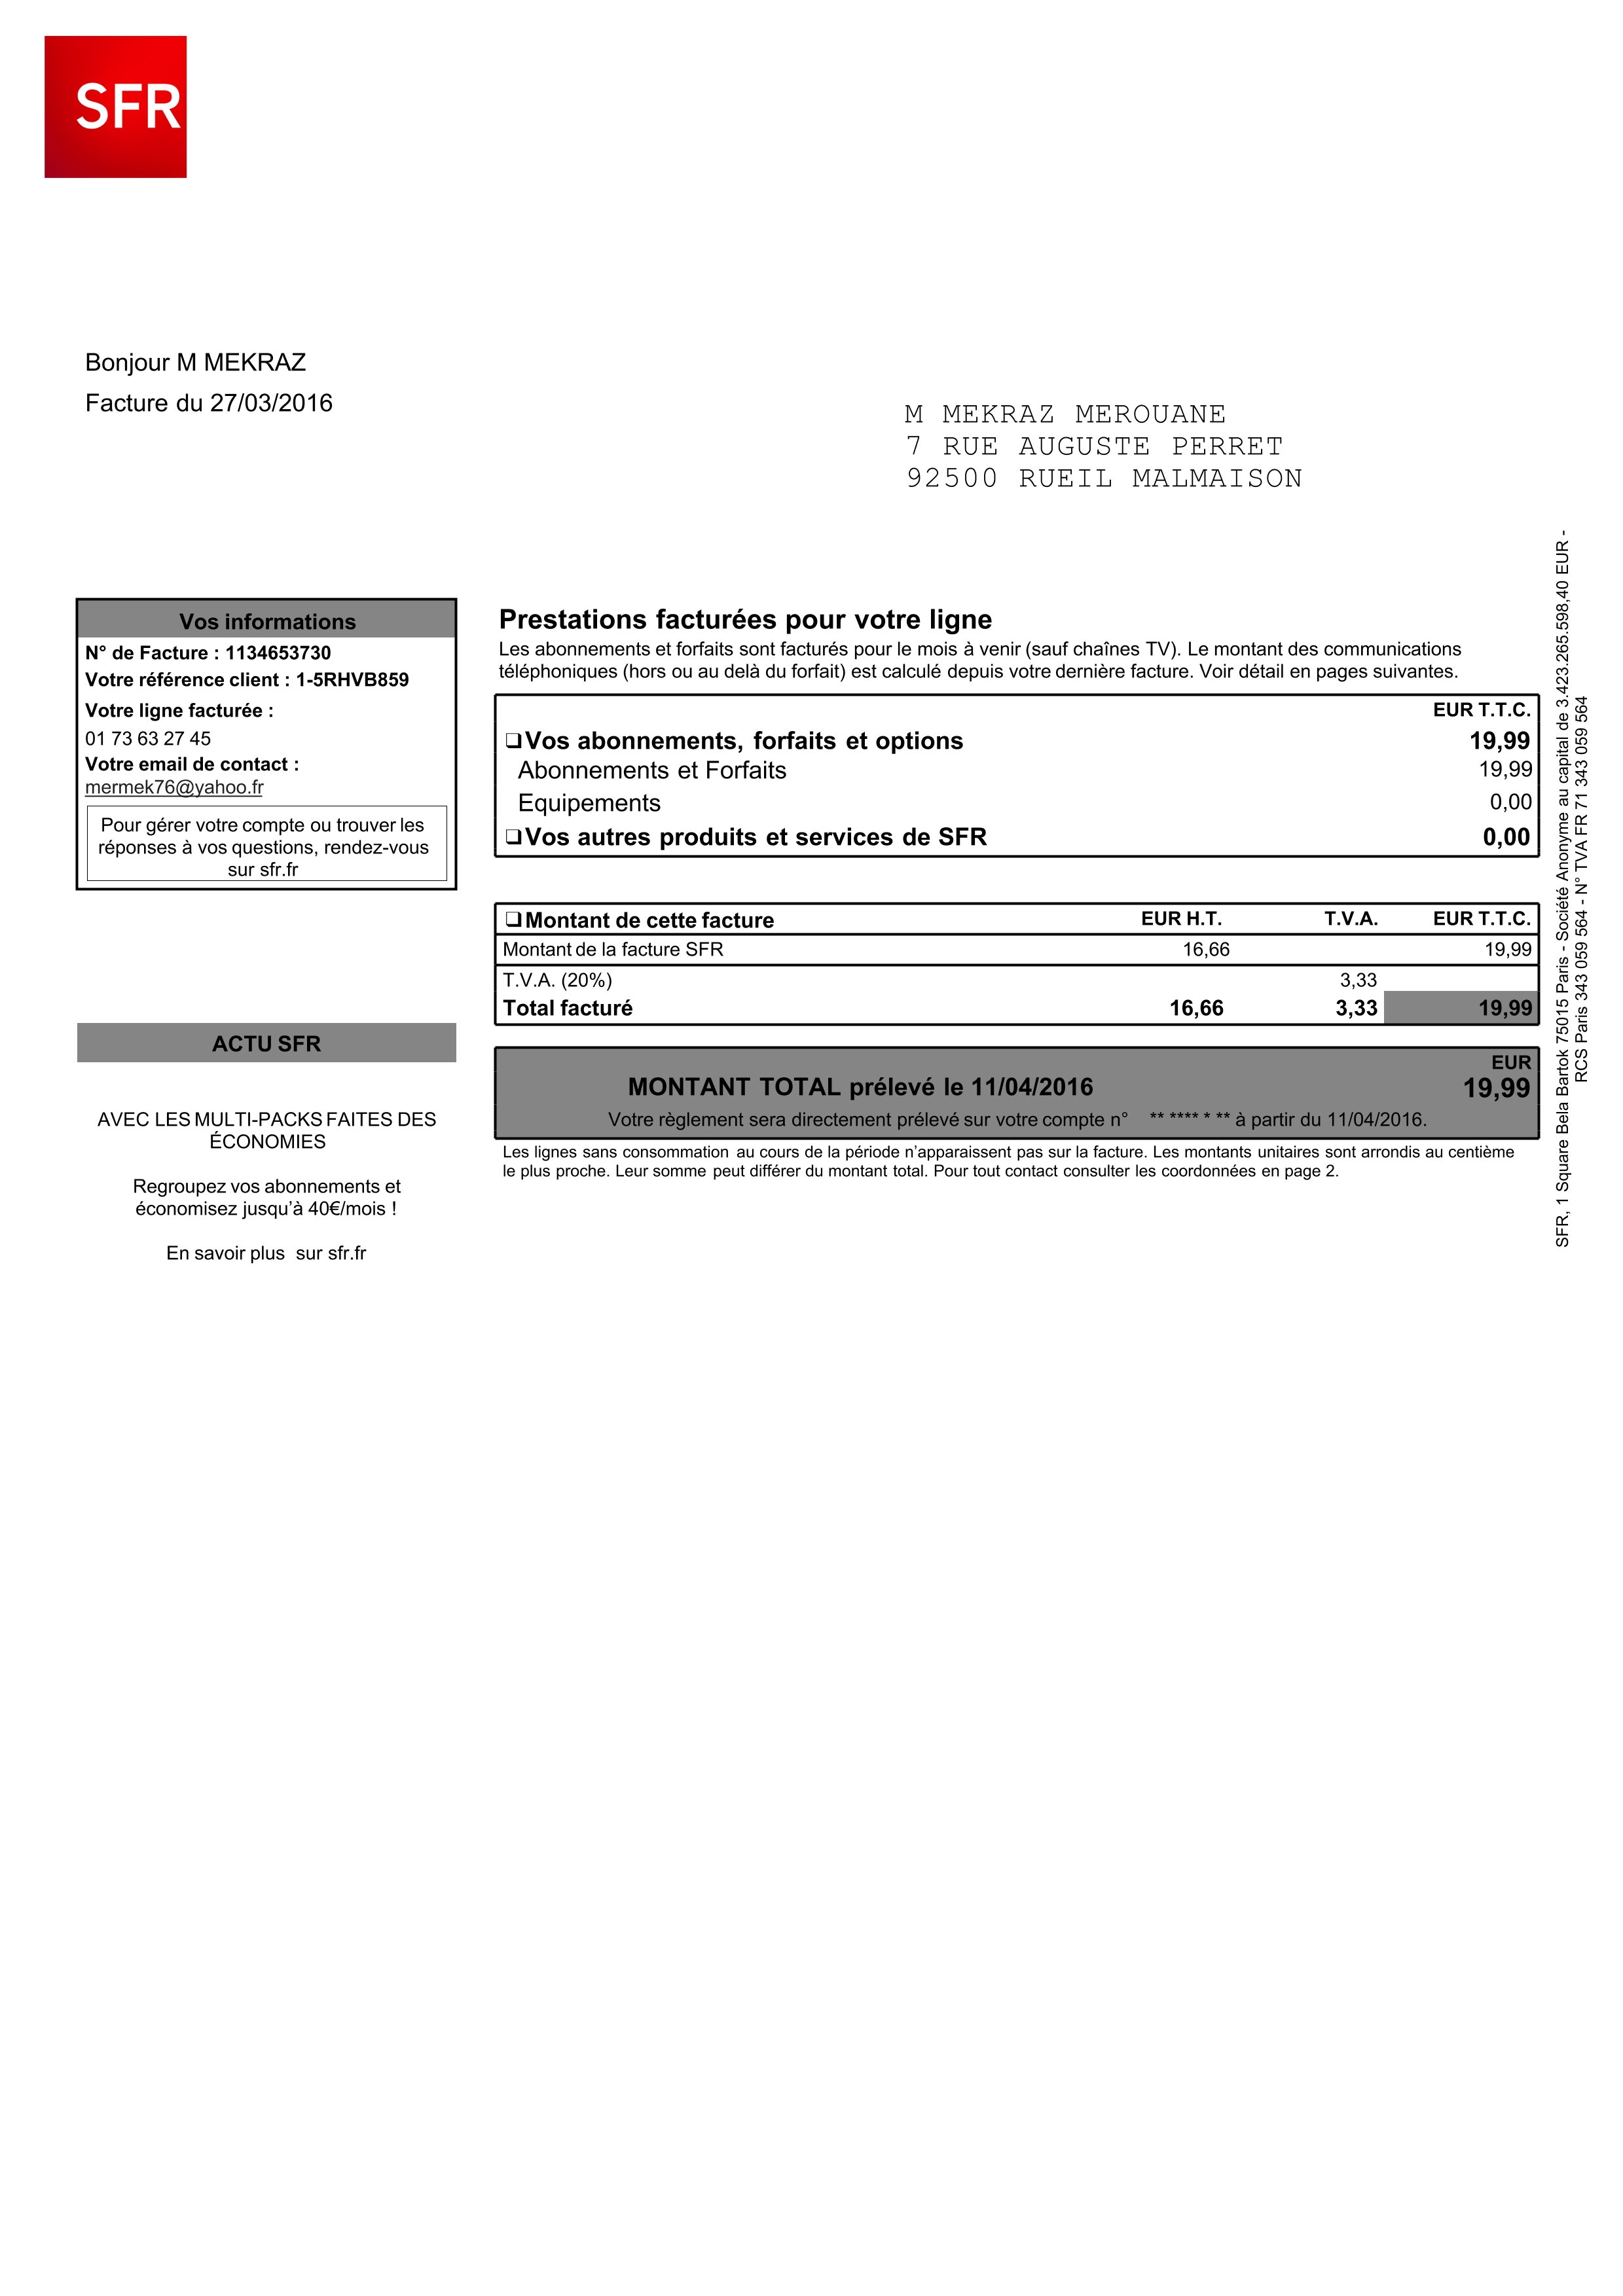 SFR
Bonjour M MEKRAZ
Facture du 27/03/2016
M MEKRAZ MEROUANE
7 RUE AUGUSTE PERRET
92500 RUEIL MALMAISON
Vos informations
N° de Facture : 1134653730
Votre référence client : 1-5RHVB859
Votre ligne facturée :
01 73 63 27 45
Votre email de contact :
mermek76@yahoo.fr
Pour gérer votre compte ou trouver les
réponses à vos questions, rendez-vous
sur sfr.fr
ACTU SFR
AVEC LES MULTI-PACKS FAITES DES
ÉCONOMIES
Regroupez vos abonnements et
économisez jusqu’à 40€/mois !
En savoir plus sur sfr.fr
Prestations facturées pour votre ligne
Les abonnements et forfaits sont facturés pour le mois à venir (sauf chaînes TV). Le montant des communications
téléphoniques (hors ou au delà du forfait) est calculé depuis votre dernière facture. Voir détail en pages suivantes.
EUR T.T.C.
❑Vos abonnements, forfaits et options 19,99
Abonnements et Forfaits 19,99
Equipements 0,00
❑Vos autres produits et services de SFR 0,00
❑Montant de cette facture EUR H.T. T.V.A. EUR T.T.C.
Montant de la facture SFR 16,66 19,99
T.V.A. (20%) 3,33
Total facturé 16,66 3,33 19,99
EUR
MONTANT TOTAL prélevé le 11/04/2016 19,99
Votre règlement sera directement prélevé sur votre compte n° ** **** * ** à partir du 11/04/2016.
Les lignes sans consommation au cours de la période n’apparaissent pas sur la facture. Les montants unitaires sont arrondis au centième
le plus proche. Leur somme peut différer du montant total. Pour tout contact consulter les coordonnées en page 2.
SFR, 1 Square Bela Bartok 75015 Paris - Société Anonyme au capital de 3.423.265.598,40 EUR -
RCS Paris 343 059 564 - N° TVA FR 71 343 059 564